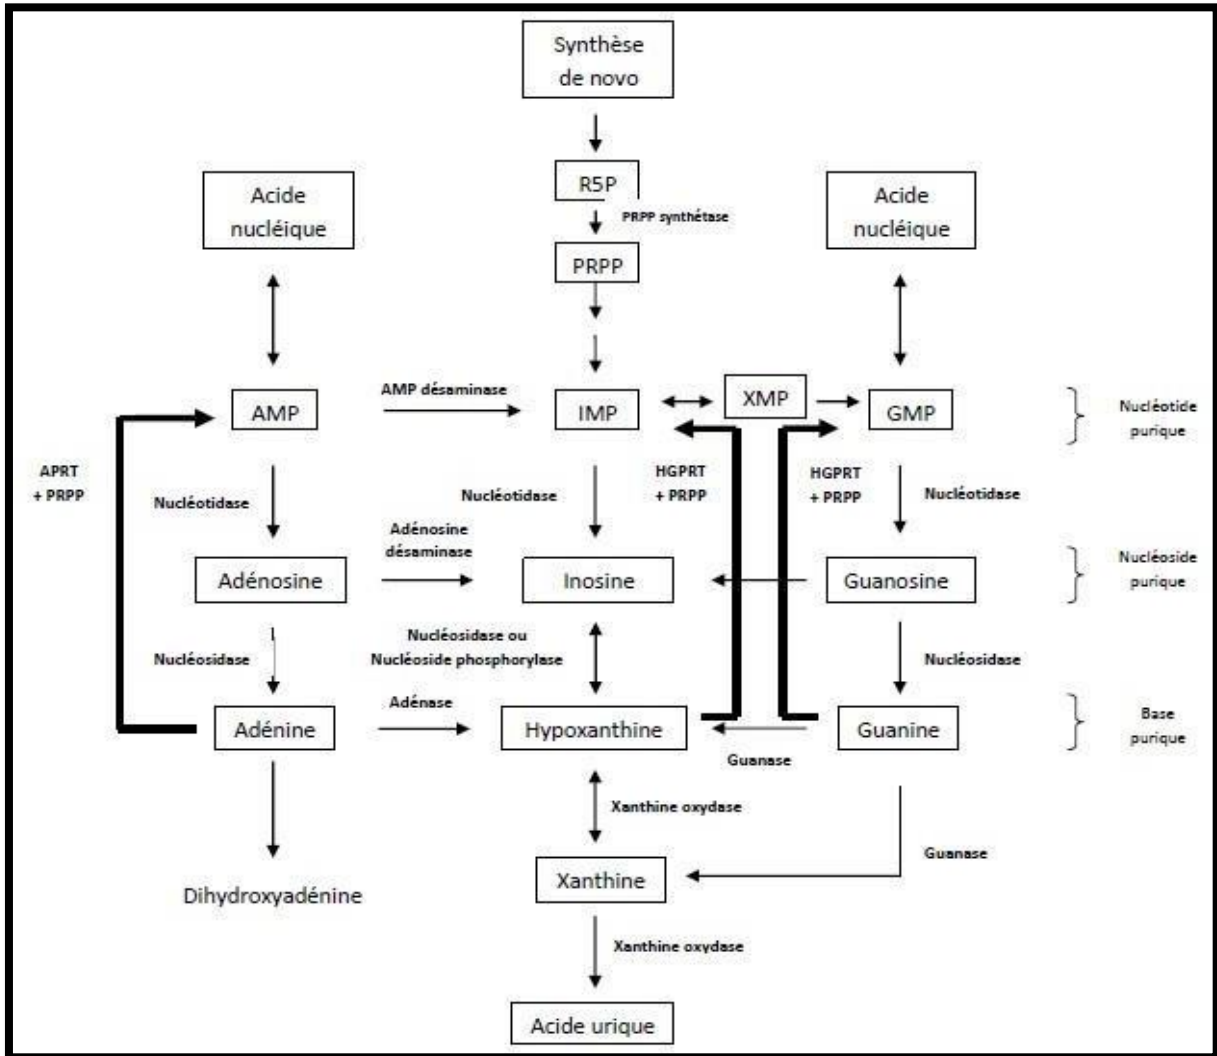 Synthèse
de novo
R5P
PRPP synthétase
Acide
nucléique
Acide
nucléique
PRPP
AMP
AMP désaminase
IMP
XMP
GMP
Nucléotide
purique
APRT
+ PRPP
HGPRT
+ PRPP
HGPRT
+ PRPP
Nucléotidase
Nucléotidase
Nucléotidase
Adénosine
désaminase
Adénosine
Inosine
Guanosine
Nucléoside
purique
Nucléosidase
Nucléosidase ou
Nucléoside phosphorylase
Nucléosidase
Adénine
Adénase
Hypoxanthine
Guanine
Base
purique
Guanase
Xanthine oxydase
Guanase
Xanthine
Dihydroxyadénine
Xanthine oxydase
Acide urique